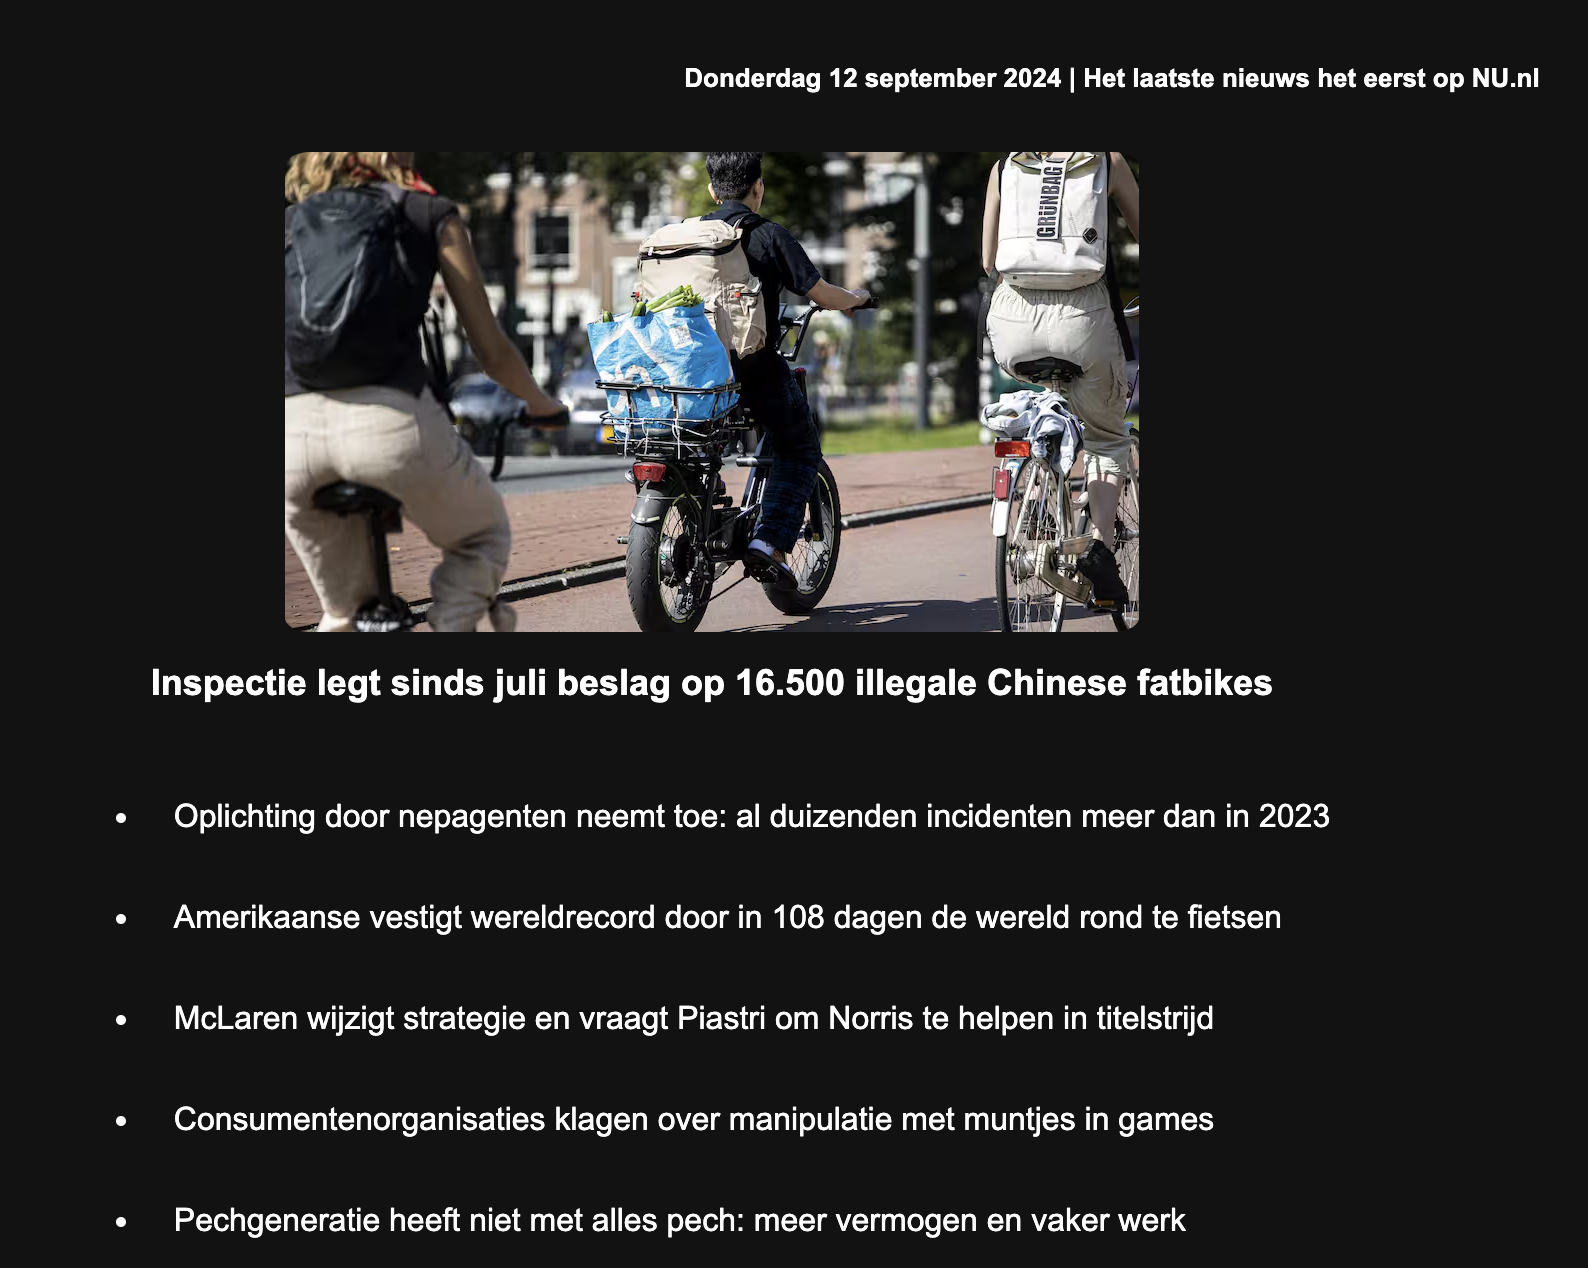 Donderdag 12 september 2024 | Het laatste nieuws het eerst op NU.nl
GRÜNBAG
Inspectie legt sinds juli beslag op 16.500 illegale Chinese fatbikes
• Oplichting door nepagenten neemt toe: al duizenden incidenten meer dan in 2023
• Amerikaanse vestigt wereldrecord door in 108 dagen de wereld rond te fietsen
• McLaren wijzigt strategie en vraagt Piastri om Norris te helpen in titelstrijd
• Consumentenorganisaties klagen over manipulatie met muntjes in games
• Pechgeneratie heeft niet met alles pech: meer vermogen en vaker werk